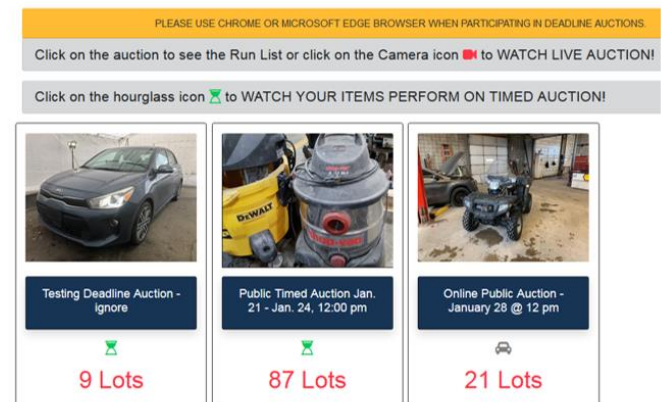 PLEASE USE CHROME OR MICROSOFT EDGE BROWSER WHEN PARTICIPATING IN DEADLINE AUCTIONS.
Click on the auction to see the Run List or click on the Camera icon to WATCH LIVE AUCTION!
Click on the hourglass icon to WATCH YOUR ITEMS PERFORM ON TIMED AUCTION!
DEWALT
shop-vac
Testing Deadline Auction -
ignore
Public Timed Auction Jan.
21 - Jan. 24, 12:00 pm
Online Public Auction -
January 28 @ 12 pm
9 Lots
87 Lots
21 Lots